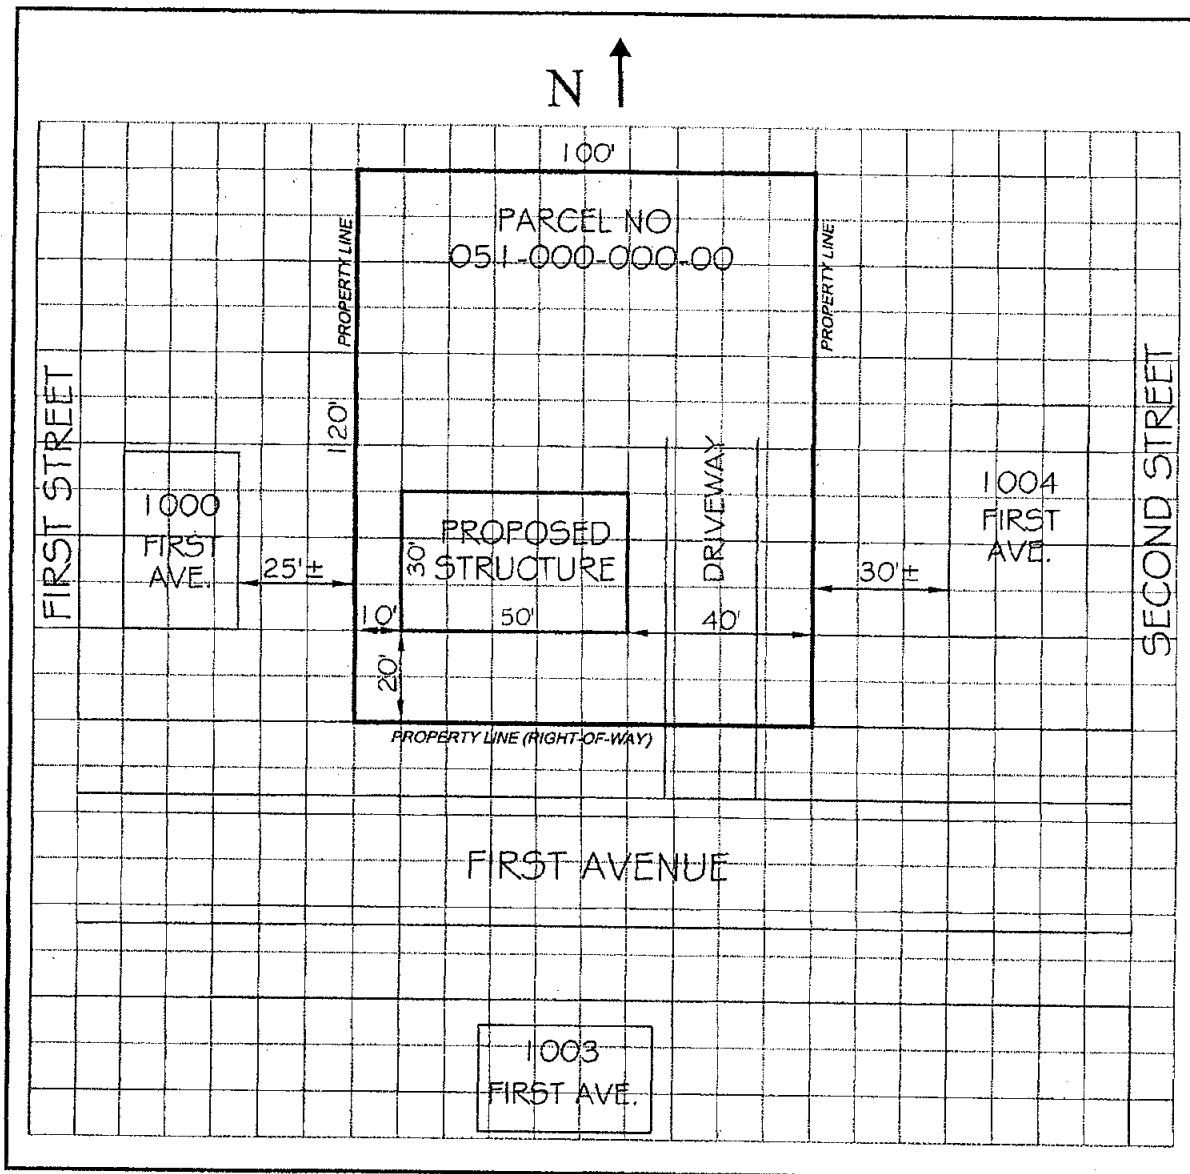 N
100'
PARCEL NO
051-000-000-00
PROPERTY LINE
PROPERTY LINE
120'
FIRST STREET
SECOND STREET
1000
FIRST
AVE.
25'±
PROPOSED
STRUCTURE
30'
50'
10'
20'
DRIVEWAY
40'
30'±
1004
FIRST
AVE.
PROPERTY LINE (RIGHT-OF-WAY)
FIRST AVENUE
1003
FIRST AVE.